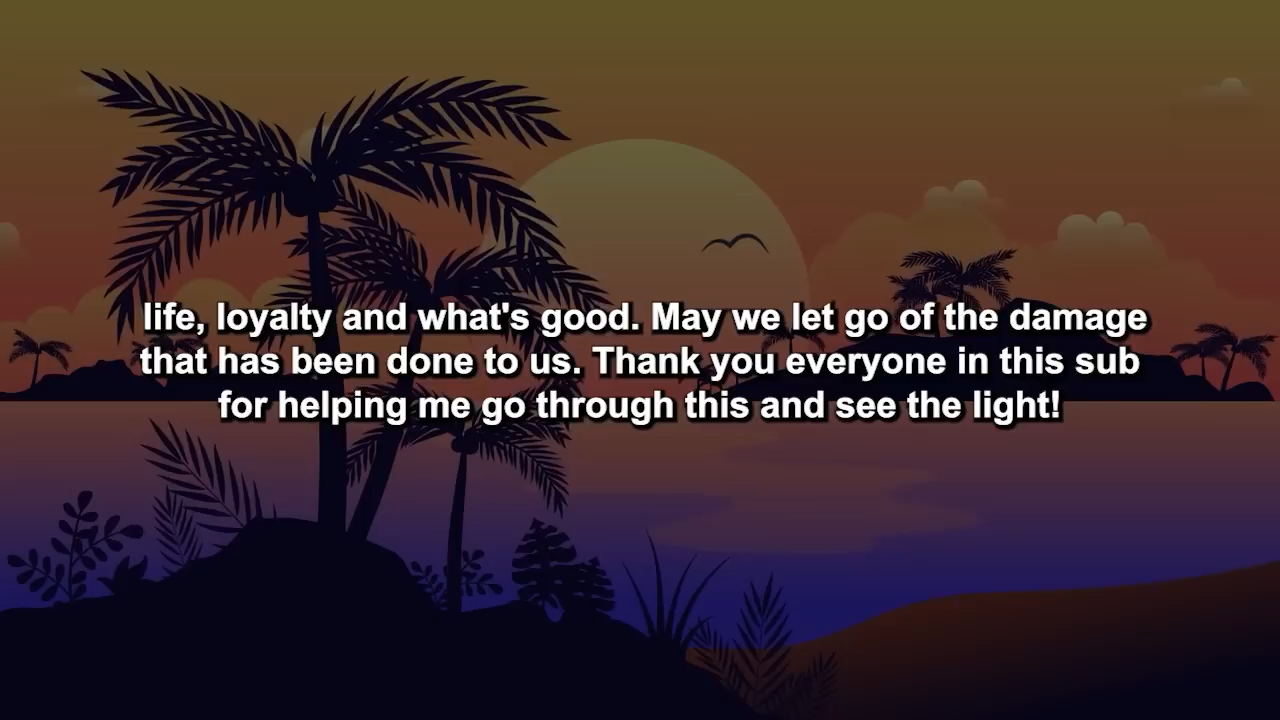 life, loyalty and what's good. May we let go of the damage
that has been done to us. Thank you everyone in this sub
for helping me go through this and see the light!